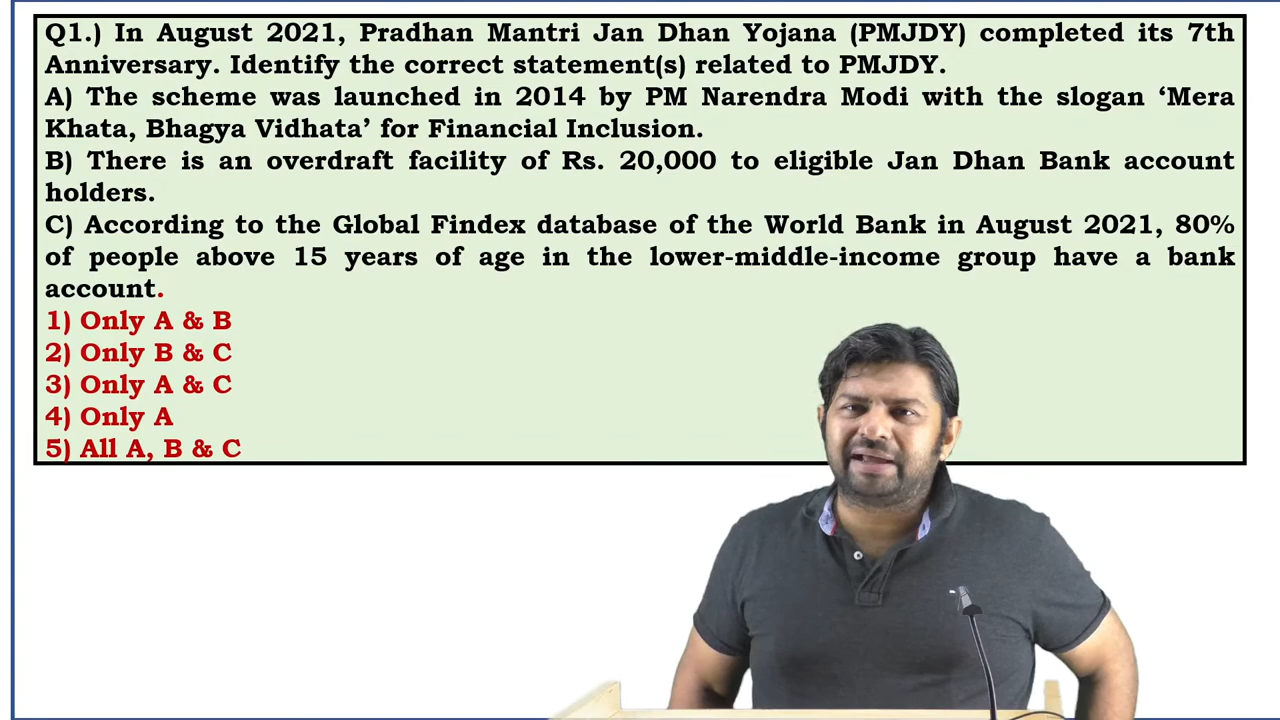 Q1.) In August 2021, Pradhan Mantri Jan Dhan Yojana (PMJDY) completed its 7th
Anniversary. Identify the correct statement(s) related to PMJDY.
A) The scheme was launched in 2014 by PM Narendra Modi with the slogan ‘Mera
Khata, Bhagya Vidhata’ for Financial Inclusion.
B) There is an overdraft facility of Rs. 20,000 to eligible Jan Dhan Bank account
holders.
C) According to the Global Findex database of the World Bank in August 2021, 80%
of people above 15 years of age in the lower-middle-income group have a bank
account.
1) Only A & B
2) Only B & C
3) Only A & C
4) Only A
5) All A, B & C